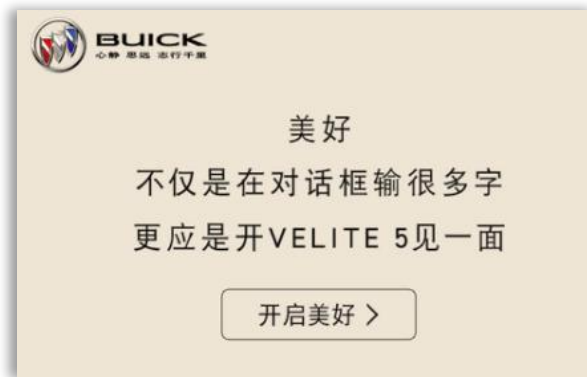 BUICK
心静 思远 志行千里
美好
不仅是在对话框输很多字
更应是开VELITE 5见一面
开启美好 >